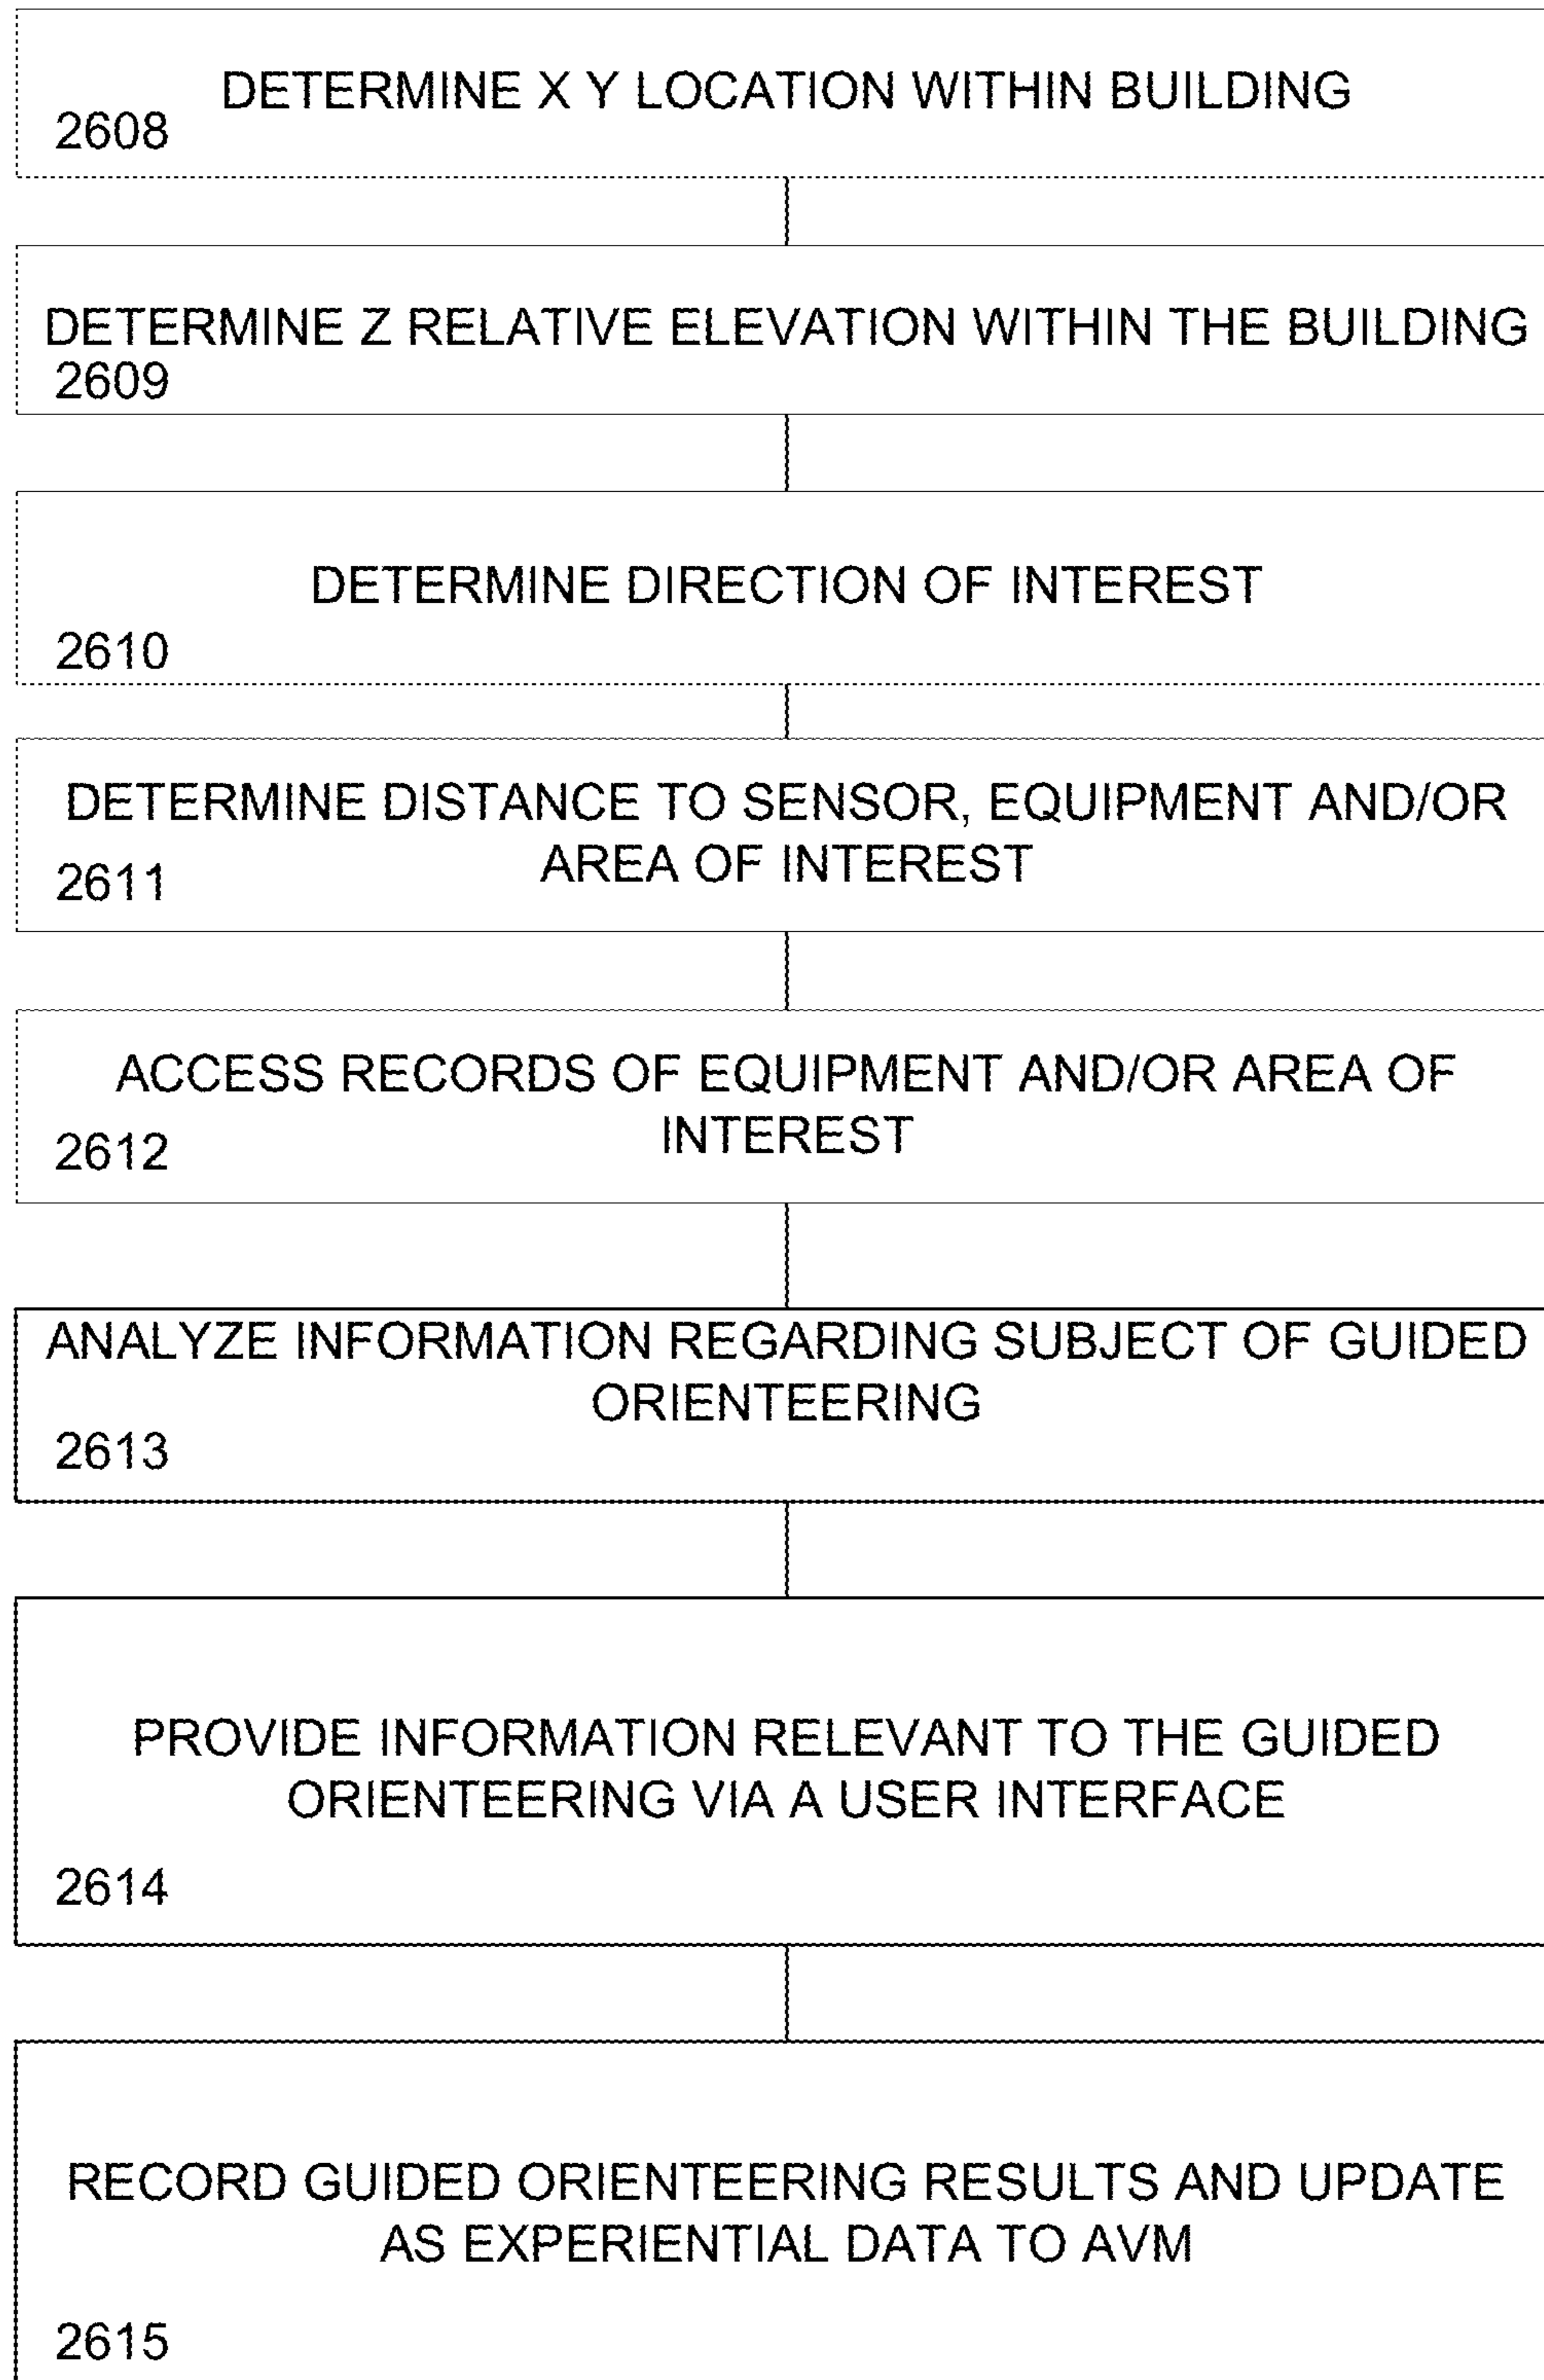 DETERMINE X Y LOCATION WITHIN BUILDING
2608
DETERMINE Z RELATIVE ELEVATION WITHIN THE BUILDING
2609
DETERMINE DIRECTION OF INTEREST
2610
DETERMINE DISTANCE TO SENSOR, EQUIPMENT AND/OR
AREA OF INTEREST
2611
ACCESS RECORDS OF EQUIPMENT AND/OR AREA OF
INTEREST
2612
ANALYZE INFORMATION REGARDING SUBJECT OF GUIDED
ORIENTEERING
2613
PROVIDE INFORMATION RELEVANT TO THE GUIDED
ORIENTEERING VIA A USER INTERFACE
2614
RECORD GUIDED ORIENTEERING RESULTS AND UPDATE
AS EXPERIENTIAL DATA TO AVM
2615